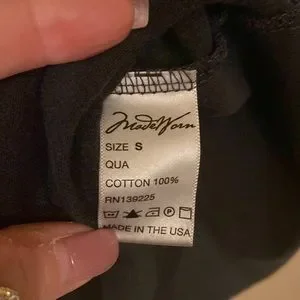 MadeWorn
SIZE S
QUA
COTTON 100%
RN139225
MADE IN THE USA